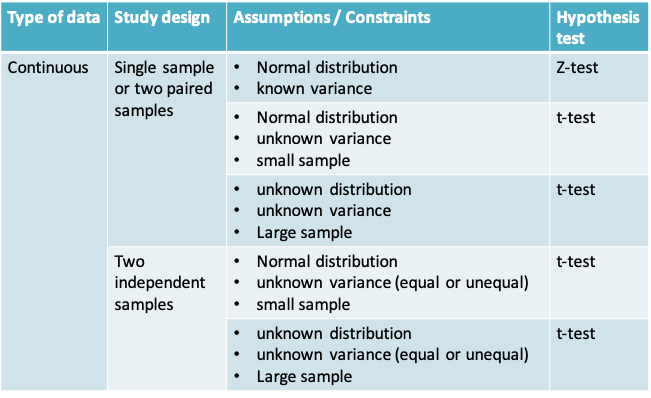 Type of data Study design Assumptions / Constraints Hypothesis
test
Continuous Single sample
or two paired
samples
• Normal distribution
• known variance
Z-test
• Normal distribution
• unknown variance
• small sample
t-test
• unknown distribution
• unknown variance
• Large sample
t-test
Two
independent
samples
• Normal distribution
• unknown variance (equal or unequal)
• small sample
t-test
• unknown distribution
• unknown variance (equal or unequal)
• Large sample
t-test